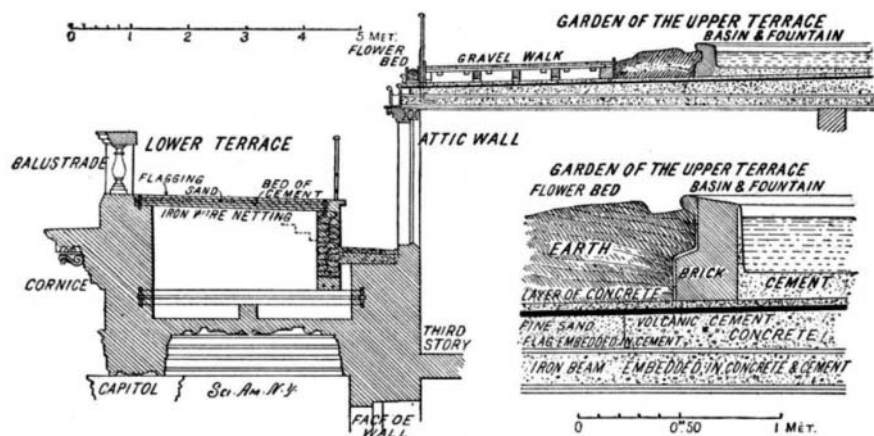 0 1 2 3 4 5 MET.
FLOWER
BED
GRAVEL WALK
GARDEN OF THE UPPER TERRACE
BASIN & FOUNTAIN
ATTIC WALL
LOWER TERRACE
BALUSTRADE
FLAGGING
SAND
BED OF
CEMENT
IRON WIRE NETTING
CORNICE
THIRD
STORY
CAPITOL
Sci. Am. N.Y.
FACE OF
WALL
GARDEN OF THE UPPER TERRACE
FLOWER BED
BASIN & FOUNTAIN
EARTH
BRICK
CEMENT
LAYER OF CONCRETE
FINE SAND
VOLCANIC CEMENT
FLAG EMBEDDED IN CEMENT
CONCRETE
IRON BEAM EMBEDDED IN CONCRETE & CEMENT
0 0.50 1 MET.